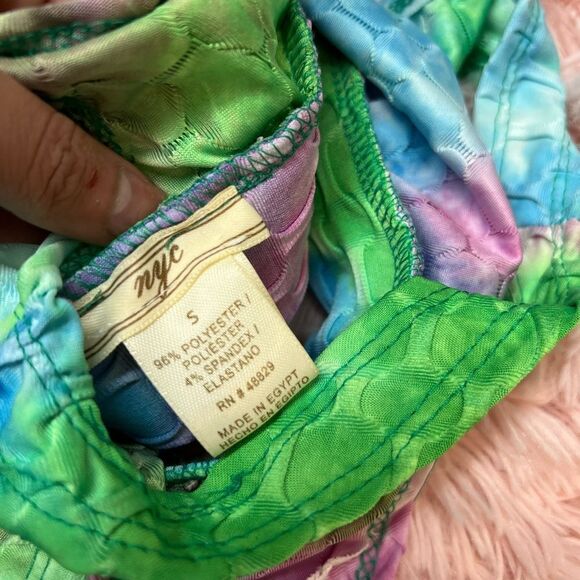 nyc
S
96% POLYESTER /
POLIÉSTER
4% SPANDEX /
ELASTANO
RN # 48829
MADE IN EGYPT
HECHO EN EGIPTO